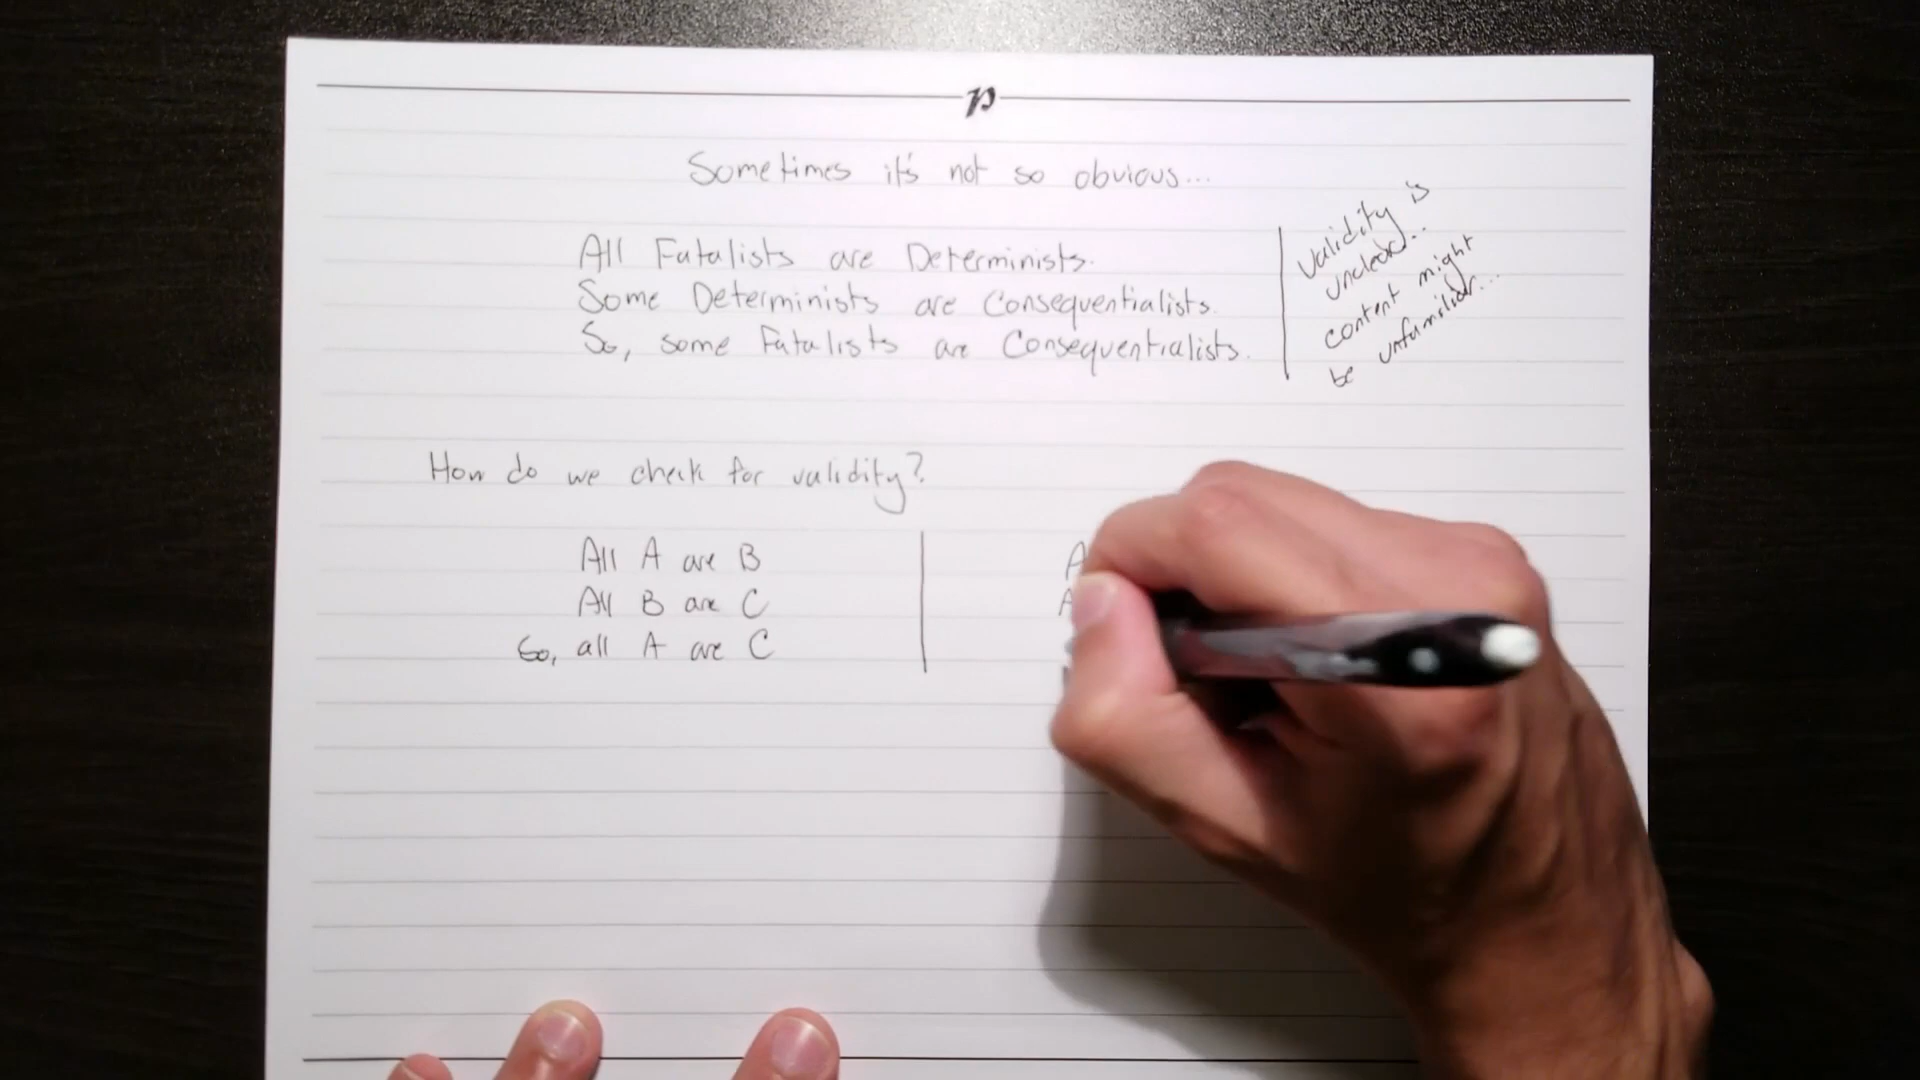 p
Sometimes it's not so obvious...
All Fatalists are Determinists.
Some Determinists are Consequentialists.
So, some Fatalists are Consequentialists.
Validity is
unclear...
content might
be unfamiliar...
How do we check for validity?
All A are B
All B are C
So, all A are C
A
A